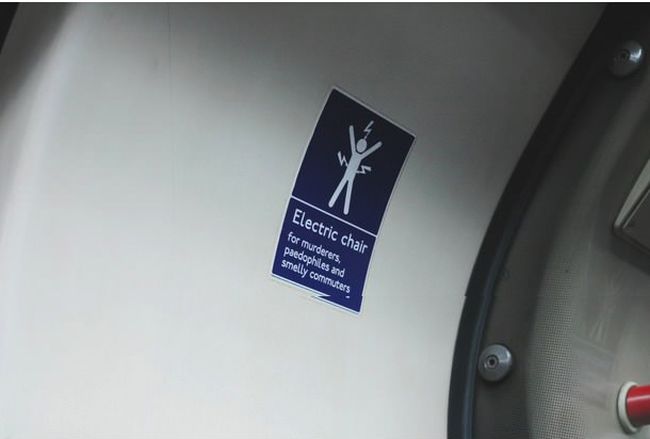 Electric chair
for murderers,
paedophiles and
smelly commuters